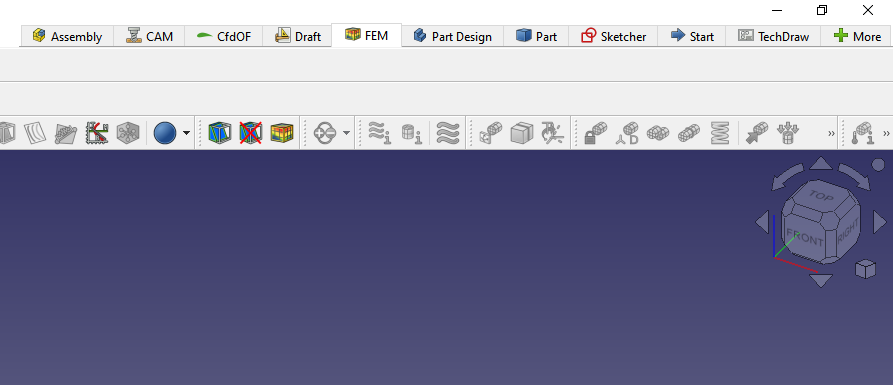 Assembly CAM CfdOF Draft FEM Part Design Part Sketcher Start TechDraw More
TOP
FRONT RIGHT